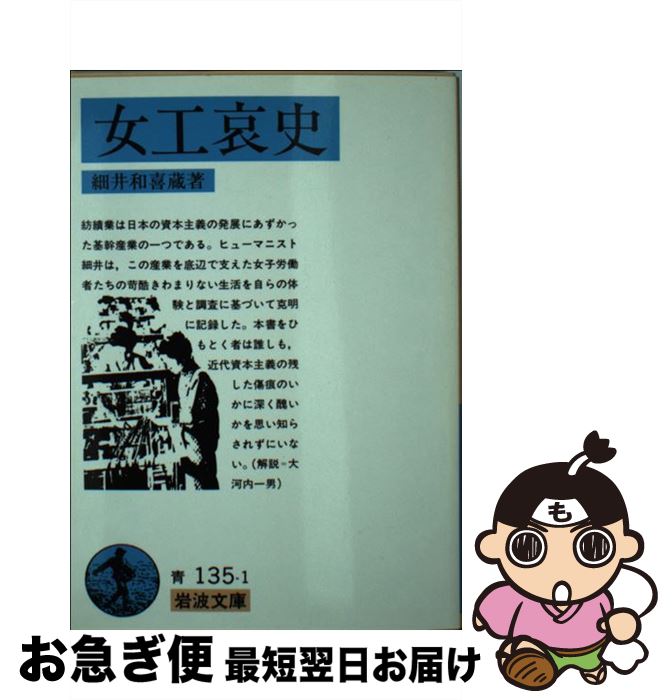 女工哀史
細井和喜蔵著
紡績業は日本の資本主義の発展にあずかっ
た基幹産業の一つである。ヒューマニスト
細井は，この産業を底辺で支えた女子労働
者たちの苛酷きわまりない生活を自らの体
験と調査に基づいて克明
に記録した。本書をひ
もとく者は誰しも，
近代資本主義の残
した傷痕のい
かに深く醜い
かを思い知ら
されずにいな
い。（解説＝大
河内一男）
青 135-1
岩波文庫
も
お急ぎ便 最短翌日お届け